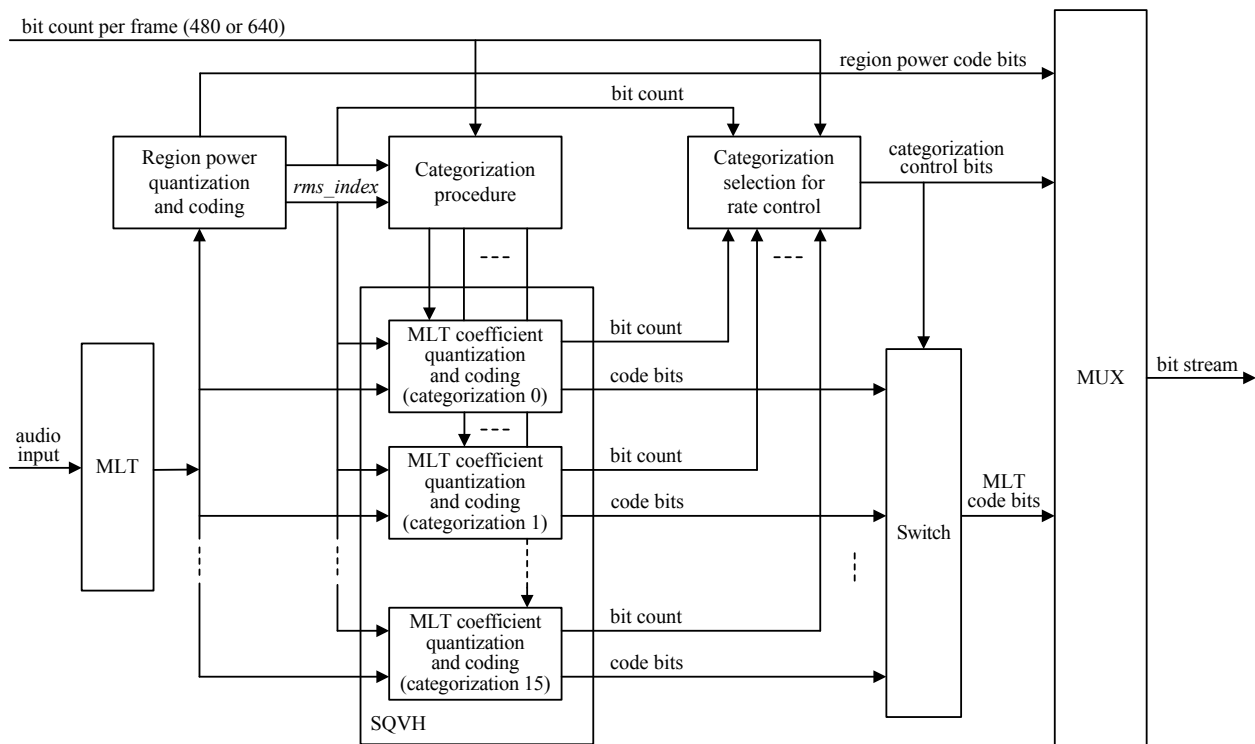 bit count per frame (480 or 640)
region power code bits
bit count
Region power
quantization
and coding
rms_index
Categorization
procedure
Categorization
selection for
rate control
categorization
control bits
MLT coefficient
quantization
and coding
(categorization 0)
bit count
code bits
MUX
bit stream
audio
input
MLT
MLT coefficient
quantization
and coding
(categorization 1)
bit count
code bits
Switch
MLT
code bits
MLT coefficient
quantization
and coding
(categorization 15)
bit count
code bits
SQVH